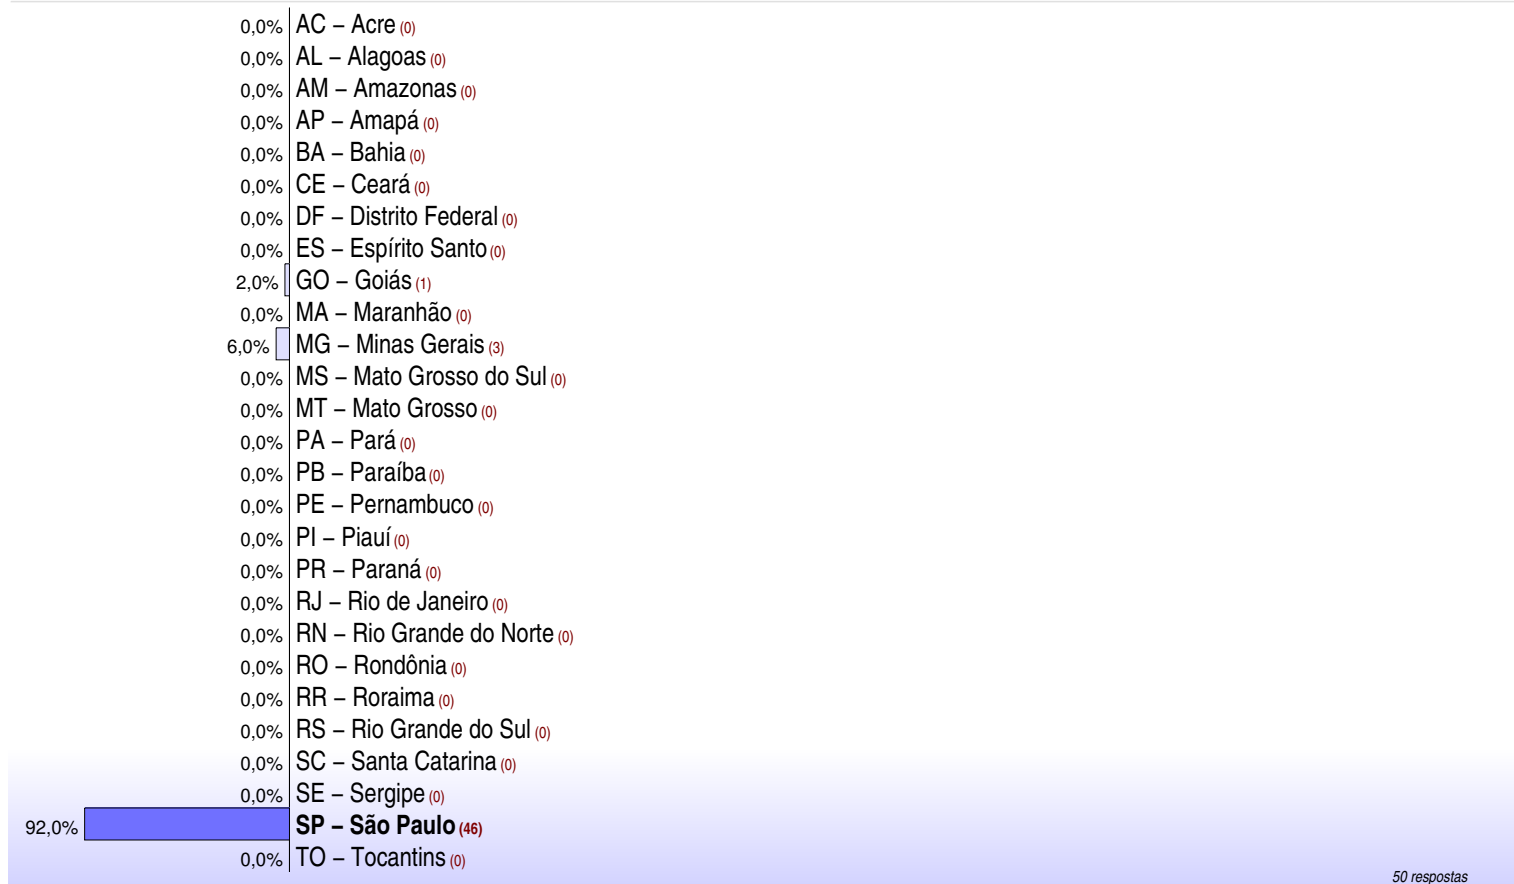 0,0% AC – Acre (0)
0,0% AL – Alagoas (0)
0,0% AM – Amazonas (0)
0,0% AP – Amapá (0)
0,0% BA – Bahia (0)
0,0% CE – Ceará (0)
0,0% DF – Distrito Federal (0)
0,0% ES – Espírito Santo (0)
2,0% GO – Goiás (1)
0,0% MA – Maranhão (0)
6,0% MG – Minas Gerais (3)
0,0% MS – Mato Grosso do Sul (0)
0,0% MT – Mato Grosso (0)
0,0% PA – Pará (0)
0,0% PB – Paraíba (0)
0,0% PE – Pernambuco (0)
0,0% PI – Piauí (0)
0,0% PR – Paraná (0)
0,0% RJ – Rio de Janeiro (0)
0,0% RN – Rio Grande do Norte (0)
0,0% RO – Rondônia (0)
0,0% RR – Roraima (0)
0,0% RS – Rio Grande do Sul (0)
0,0% SC – Santa Catarina (0)
0,0% SE – Sergipe (0)
92,0% SP – São Paulo (46)
0,0% TO – Tocantins (0)
50 respostas